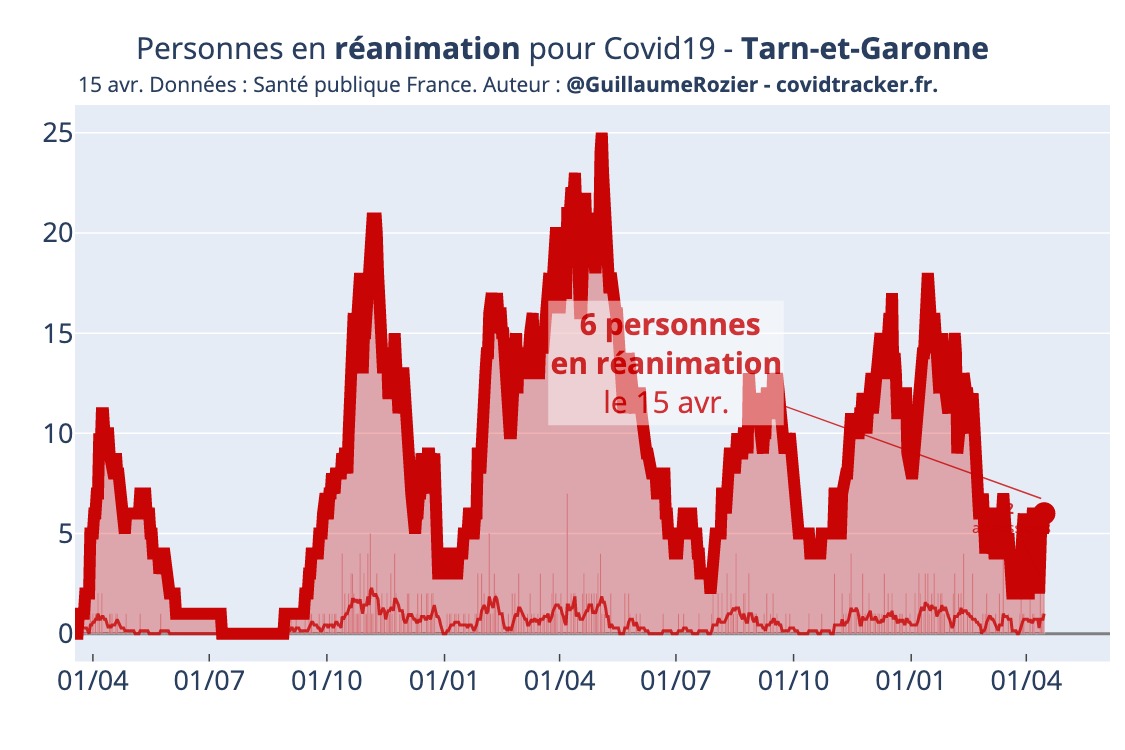 Personnes en réanimation pour Covid19 - Tarn-et-Garonne
15 avr. Données : Santé publique France. Auteur : @GuillaumeRozier - covidtracker.fr.
25
20
15
10
5
0
6 personnes
en réanimation
le 15 avr.
01/04 01/07 01/10 01/01 01/04 01/07 01/10 01/01 01/04